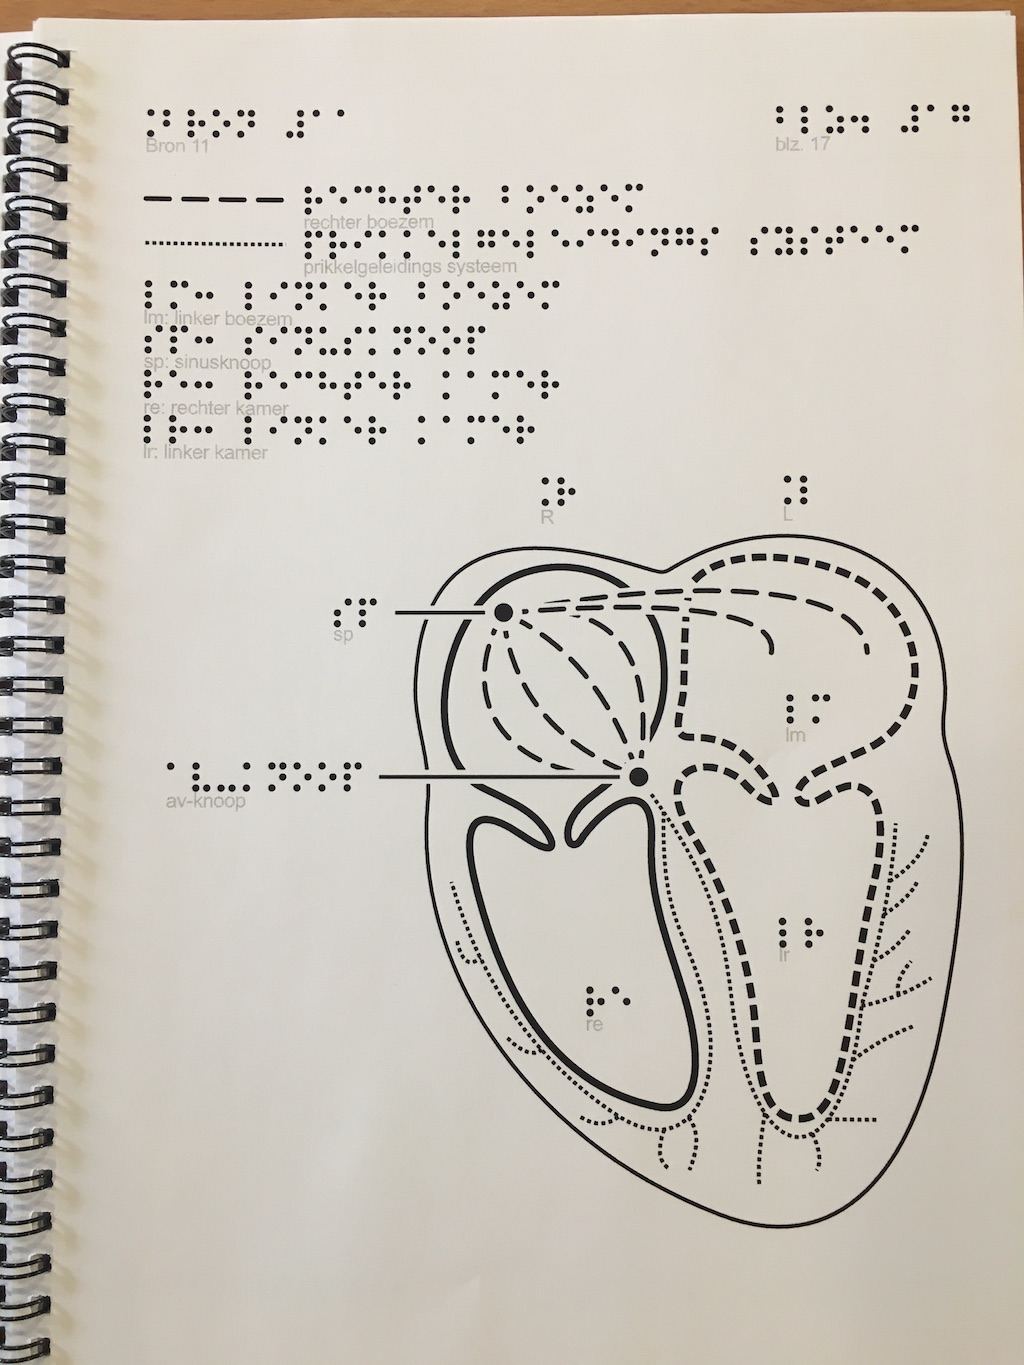 Bron 11
blz. 17
rechter boezem
prikkelgeleidings systeem
lm: linker boezem
sp: sinusknoop
re: rechter kamer
lr: linker kamer
R
L
sp
lm
av-knoop
lr
re